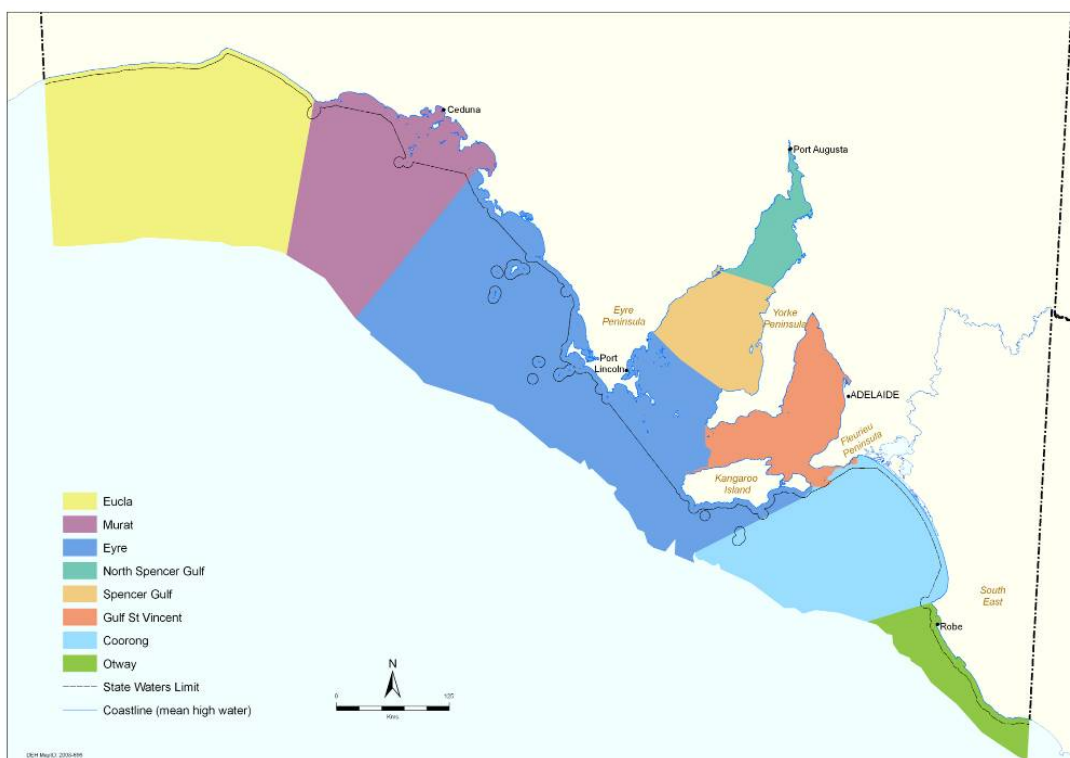 Ceduna
Port Augusta
Eyre
Peninsula
Yorke
Peninsula
Port
Lincoln
ADELAIDE
Fleurieu
Peninsula
Kangaroo
Island
South
East
Robe
Eucla
Murat
Eyre
North Spencer Gulf
Spencer Gulf
Gulf St Vincent
Coorong
Otway
State Waters Limit
Coastline (mean high water)
N
0 125
Kms